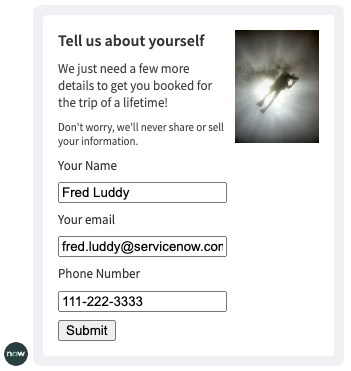 Tell us about yourself
We just need a few more
details to get you booked for
the trip of a lifetime!
Don't worry, we'll never share or sell
your information.
Your Name
Fred Luddy
Your email
fred.luddy@servicenow.com
Phone Number
111-222-3333
Submit
now